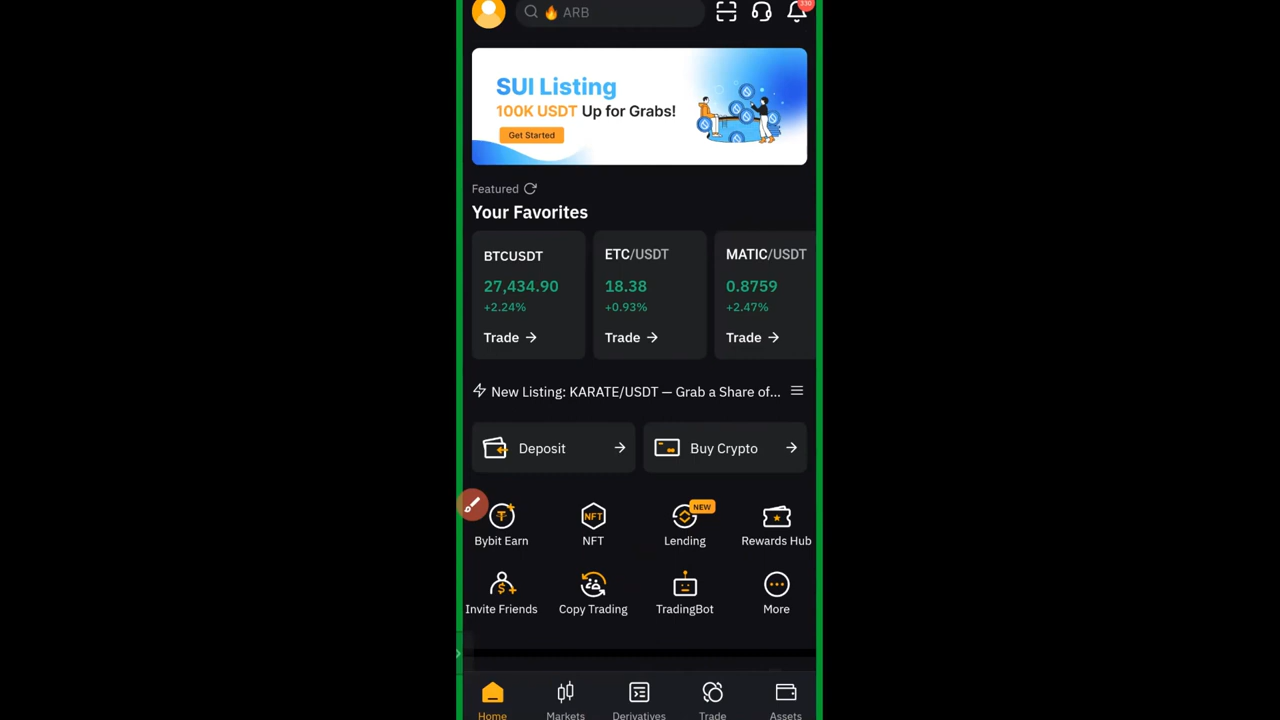 ARB
330
SUI Listing
100K USDT Up for Grabs!
Get Started
Featured
Your Favorites
BTCUSDT ETC/USDT MATIC/USDT
27,434.90 18.38 0.8759
+2.24% +0.93% +2.47%
Trade → Trade → Trade →
New Listing: KARATE/USDT — Grab a Share of...
Deposit → Buy Crypto →
NEW
NFT
Bybit Earn NFT Lending Rewards Hub
Invite Friends Copy Trading TradingBot More
Home Markets Derivatives Trade Assets